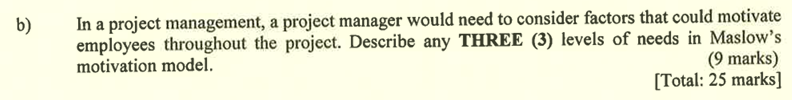 b) In a project management, a project manager would need to consider factors that could motivate
employees throughout the project. Describe any THREE (3) levels of needs in Maslow's
motivation model.
(9 marks)
[Total: 25 marks]